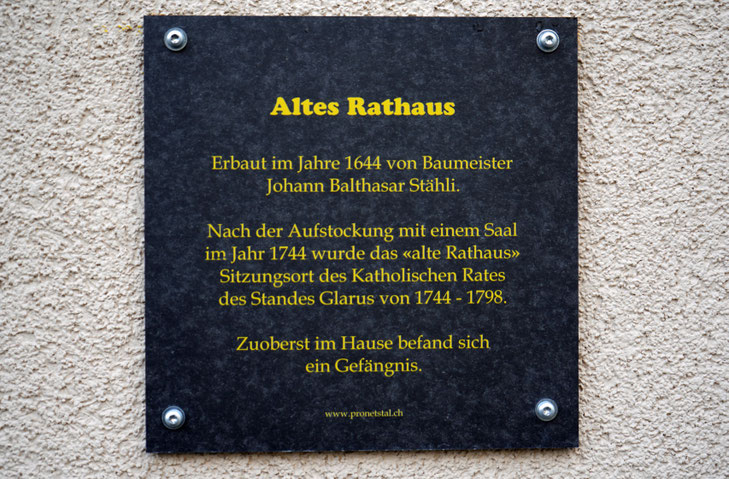 Altes Rathaus
Erbaut im Jahre 1644 von Baumeister
Johann Balthasar Stähli.
Nach der Aufstockung mit einem Saal
im Jahr 1744 wurde das «alte Rathaus»
Sitzungsort des Katholischen Rates
des Standes Glarus von 1744 - 1798.
Zuoberst im Hause befand sich
ein Gefängnis.
www.pronetstal.ch